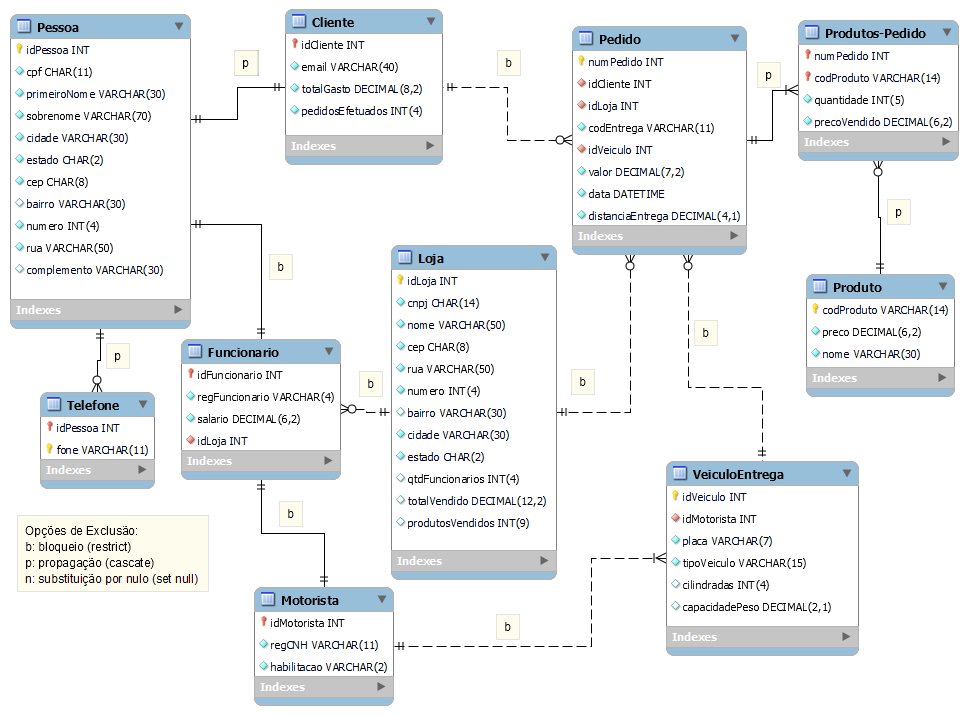 Pessoa
idPessoa INT
cpf CHAR(11)
primeiroNome VARCHAR(30)
sobrenome VARCHAR(70)
cidade VARCHAR(30)
estado CHAR(2)
cep CHAR(8)
bairro VARCHAR(30)
numero INT(4)
rua VARCHAR(50)
complemento VARCHAR(30)
Indexes
p
Cliente
idCliente INT
email VARCHAR(40)
totalGasto DECIMAL(8,2)
pedidosEfetuados INT(4)
Indexes
b
Pedido
numPedido INT
idCliente INT
idLoja INT
codEntrega VARCHAR(11)
idVeiculo INT
valor DECIMAL(7,2)
data DATETIME
distanciaEntrega DECIMAL(4,1)
Indexes
p
Produtos-Pedido
numPedido INT
codProduto VARCHAR(14)
quantidade INT(5)
precoVendido DECIMAL(6,2)
Indexes
p
Produto
codProduto VARCHAR(14)
preco DECIMAL(6,2)
nome VARCHAR(30)
Indexes
b
p
Telefone
idPessoa INT
fone VARCHAR(11)
Indexes
Funcionario
idFuncionario INT
regFuncionario VARCHAR(4)
salario DECIMAL(6,2)
idLoja INT
Indexes
b
Loja
idLoja INT
cnpj CHAR(14)
nome VARCHAR(50)
cep CHAR(8)
rua VARCHAR(50)
numero INT(4)
bairro VARCHAR(30)
cidade VARCHAR(30)
estado CHAR(2)
qtdFuncionarios INT(4)
totalVendido DECIMAL(12,2)
produtosVendidos INT(9)
Indexes
b
b
VeiculoEntrega
idVeiculo INT
idMotorista INT
placa VARCHAR(7)
tipoVeiculo VARCHAR(15)
cilindradas INT(4)
capacidadePeso DECIMAL(2,1)
Indexes
Opções de Exclusão:
b: bloqueio (restrict)
p: propagação (cascate)
n: substituição por nulo (set null)
b
Motorista
idMotorista INT
regCNH VARCHAR(11)
habilitacao VARCHAR(2)
Indexes
b